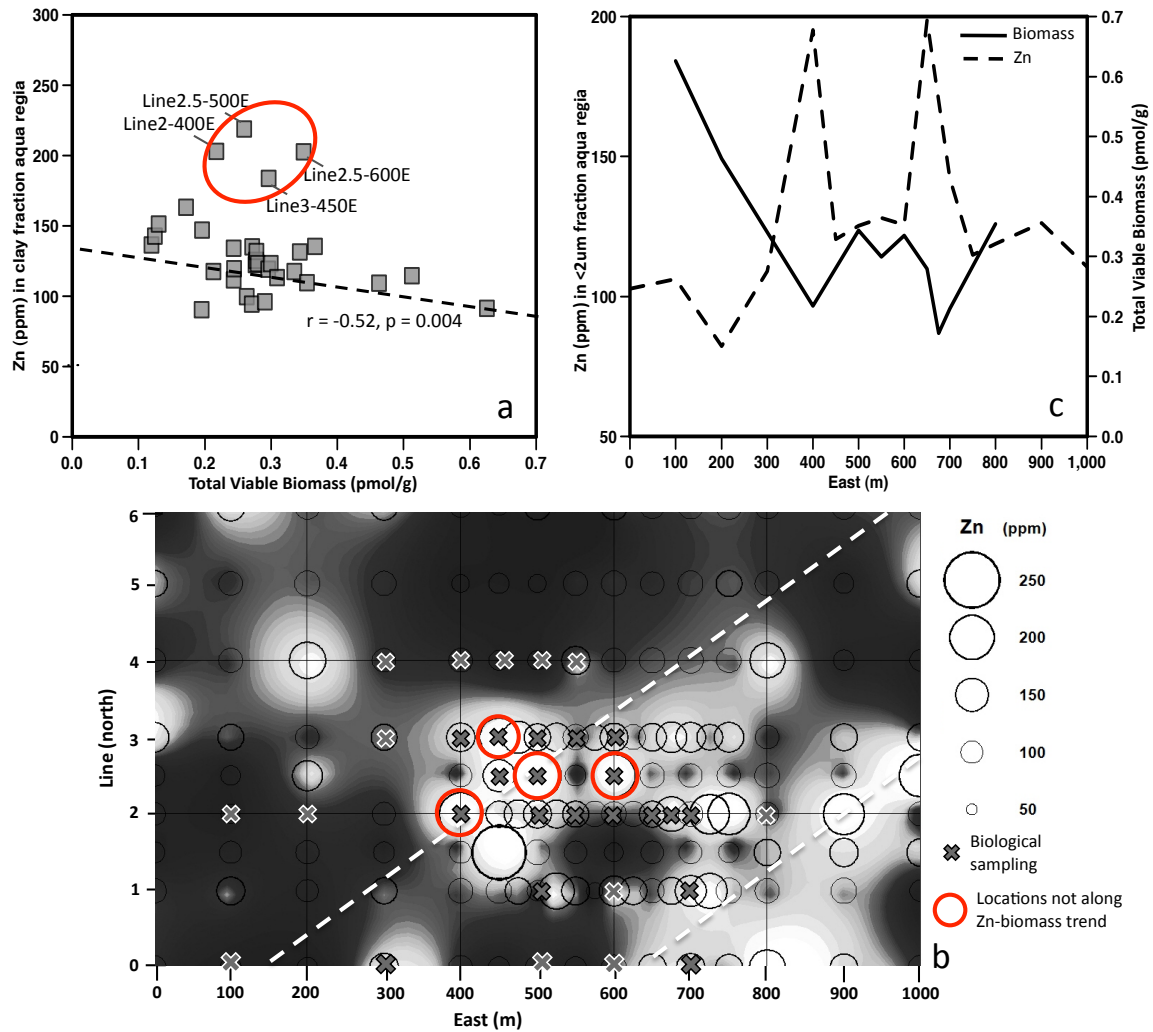 300
250
200
150
100
50
0
Zn (ppm) in clay fraction aqua regia
Line2.5-500E
Line2-400E
Line2.5-600E
Line3-450E
r = -0.52, p = 0.004
a
0.0
0.1
0.2
0.3
0.4
0.5
0.6
0.7
Total Viable Biomass (pmol/g)
200
150
100
50
Zn (ppm) in <2um fraction aqua regia
Biomass
Zn
c
0.7
0.6
0.5
0.4
0.3
0.2
0.1
0.0
Total Viable Biomass (pmol/g)
0
100
200
300
400
500
600
700
800
900
1,000
East (m)
6
5
4
3
2
1
0
Line (north)
0
100
200
300
400
500
600
700
800
900
1000
East (m)
b
Zn (ppm)
250
200
150
100
50
Biological
sampling
Locations not along
Zn-biomass trend